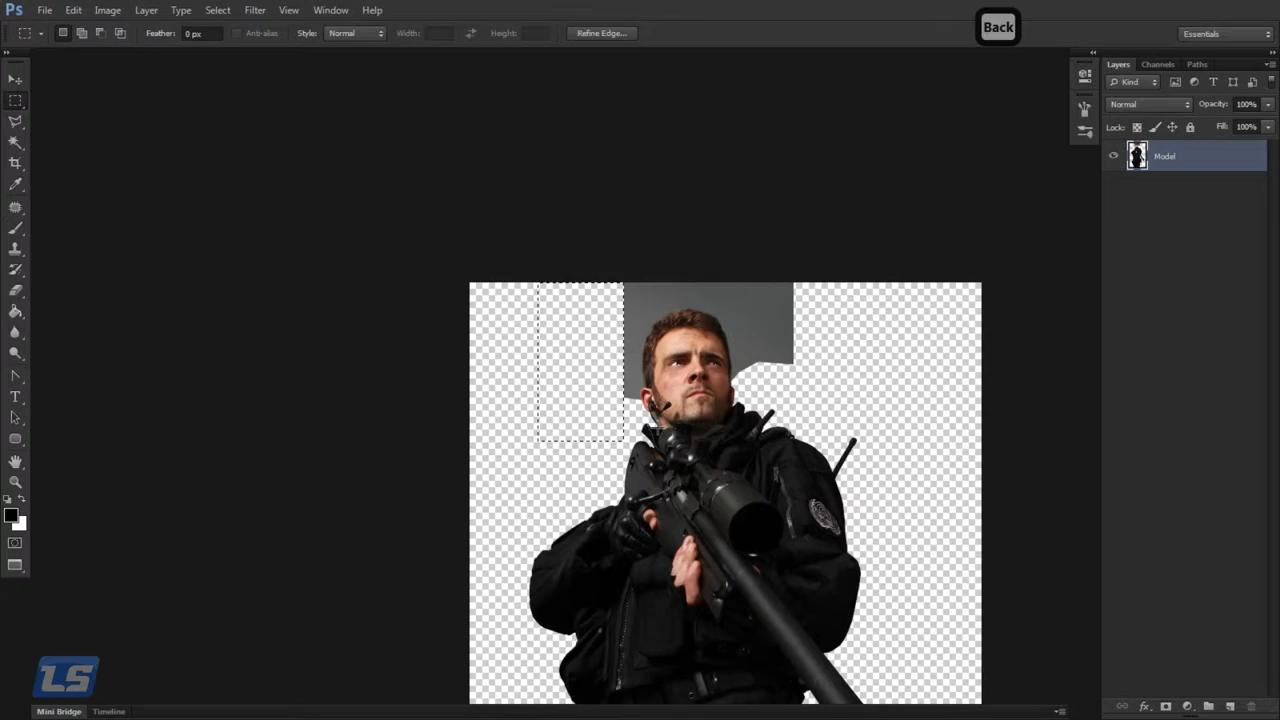 Ps File Edit Image Layer Type Select Filter View Window Help
Back
Feather: 0 px Anti-alias Style: Normal Width: Height: Refine Edge... Essentials
Layers Channels Paths
Kind
Normal Opacity: 100%
Lock: Fill: 100%
Model
LS
Mini Bridge Timeline